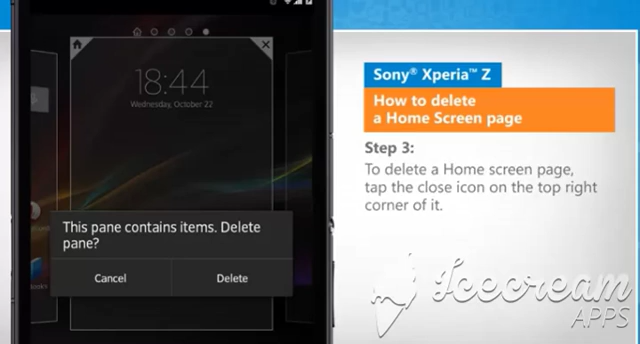 18:44
Wednesday, October 22
This pane contains items. Delete
pane?
Cancel
Delete
Sony® Xperia™ Z
How to delete
a Home Screen page
Step 3:
To delete a Home screen page,
tap the close icon on the top right
corner of it.
Icecream
APPS